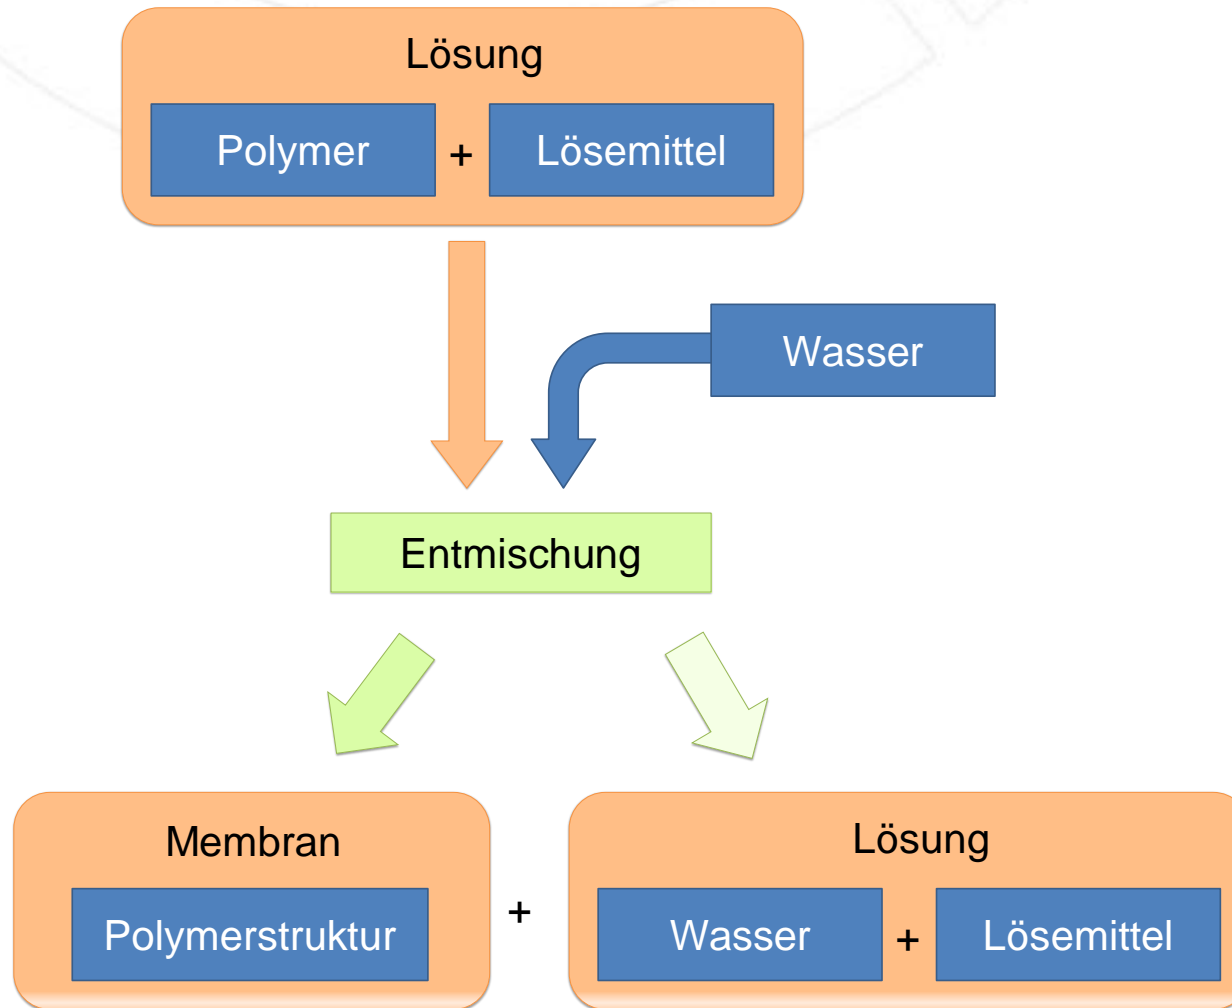 Lösung
Polymer + Lösemittel
Wasser
Entmischung
Membran
Polymerstruktur
+
Lösung
Wasser + Lösemittel